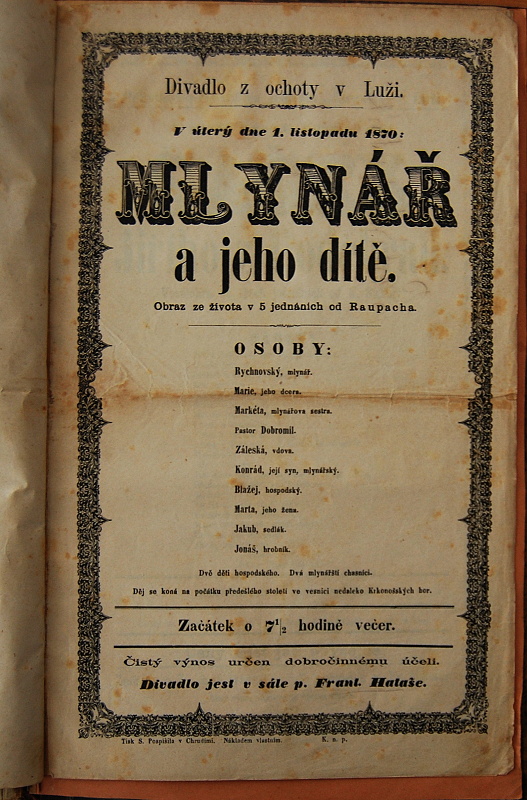 Divadlo z ochoty v Luži.
V úterý dne 1. listopadu 1870:
MLYNÁŘ
a jeho dítě.
Obraz ze života v 5 jednáních od Raupacha.
OSOBY:
Rychnovský, mlynář.
Marie, jeho dcera.
Markéta, mlynářova sestra.
Pastor Dobromil.
Záleská, vdova.
Konrád, její syn, mlynářský.
Blažej, hospodský.
Marta, jeho žena.
Jakub, sedlák.
Jonáš, hrobník.
Dvě děti hospodského. Dvá mlynářští chasníci.
Děj se koná na počátku předešlého století ve vesnici nedaleko Krkonošských hor.
Začátek o 7 1/2 hodině večer.
Čistý výnos určen dobročinnému účeli.
Divadlo jest v sále p. Frant. Hataše.
Tisk S. Pospíšila v Chrudimi. Nákladem vlastním. K. n. p.